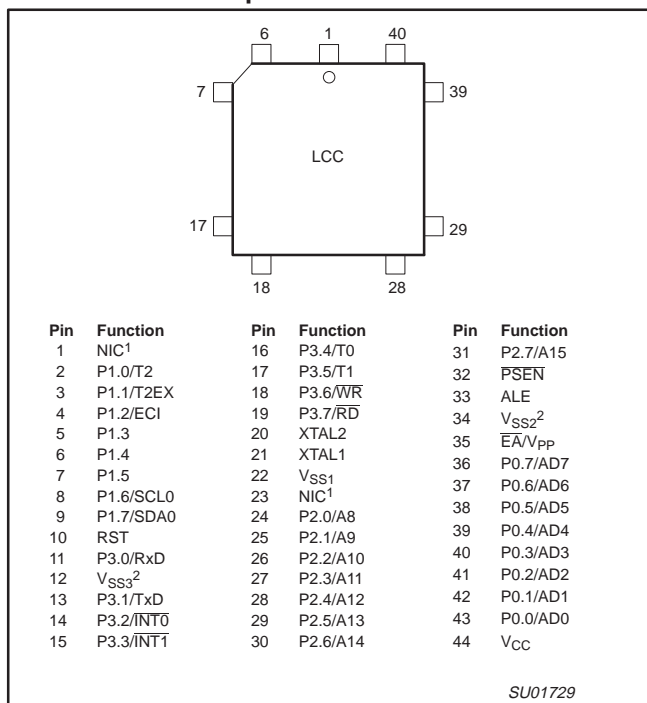 6 1 40
7 39
LCC
17 29
18 28
Pin Function
1 NIC1
2 P1.0/T2
3 P1.1/T2EX
4 P1.2/ECI
5 P1.3
6 P1.4
7 P1.5
8 P1.6/SCL0
9 P1.7/SDA0
10 RST
11 P3.0/RxD
12 VSS32
13 P3.1/TxD
14 P3.2/INT0
15 P3.3/INT1
Pin Function
16 P3.4/T0
17 P3.5/T1
18 P3.6/WR
19 P3.7/RD
20 XTAL2
21 XTAL1
22 VSS1
23 NIC1
24 P2.0/A8
25 P2.1/A9
26 P2.2/A10
27 P2.3/A11
28 P2.4/A12
29 P2.5/A13
30 P2.6/A14
Pin Function
31 P2.7/A15
32 PSEN
33 ALE
34 VSS22
35 EA/VPP
36 P0.7/AD7
37 P0.6/AD6
38 P0.5/AD5
39 P0.4/AD4
40 P0.3/AD3
41 P0.2/AD2
42 P0.1/AD1
43 P0.0/AD0
44 VCC
SU01729